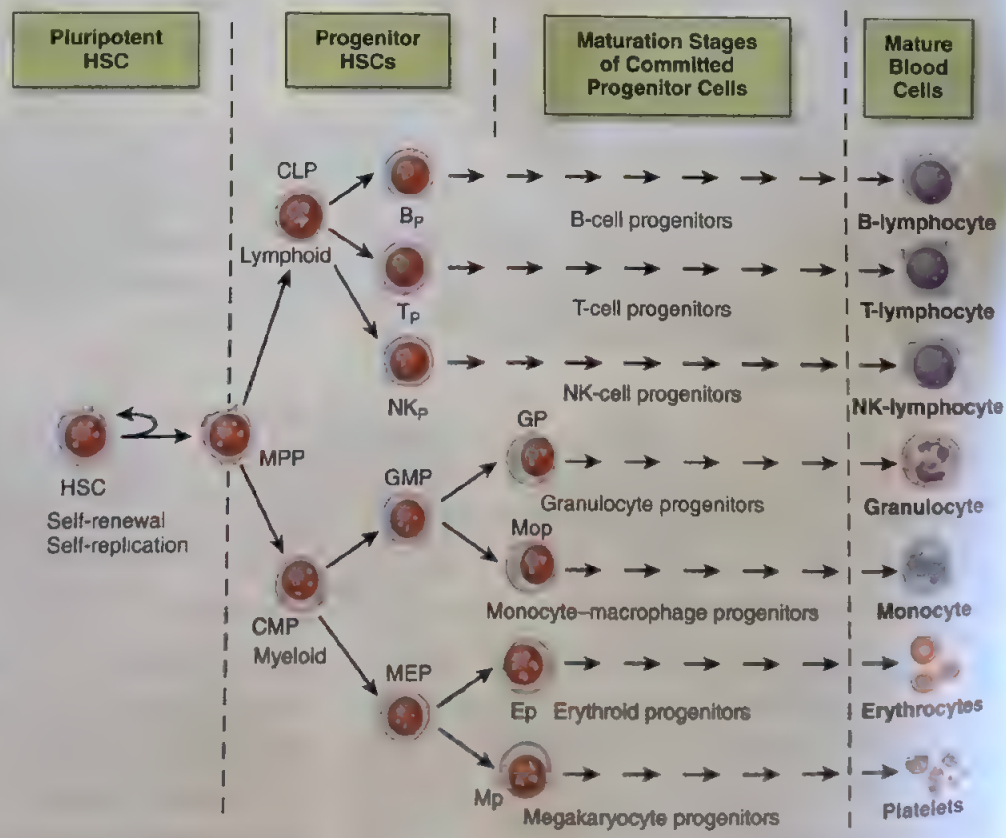 Pluripotent
HSC
Progenitor
HSCs
Maturation Stages
of Committed
Progenitor Cells
Mature
Blood
Cells
CLP
Lymphoid
BP
B-cell progenitors
B-lymphocyte
TP
T-cell progenitors
T-lymphocyte
NKP
NK-cell progenitors
NK-lymphocyte
HSC
Self-renewal
Self-replication
MPP
GMP
GP
Granulocyte progenitors
Granulocyte
Mop
Monocyte–macrophage progenitors
Monocyte
CMP
Myeloid
MEP
Ep
Erythroid progenitors
Erythrocytes
Mp
Megakaryocyte progenitors
Platelets